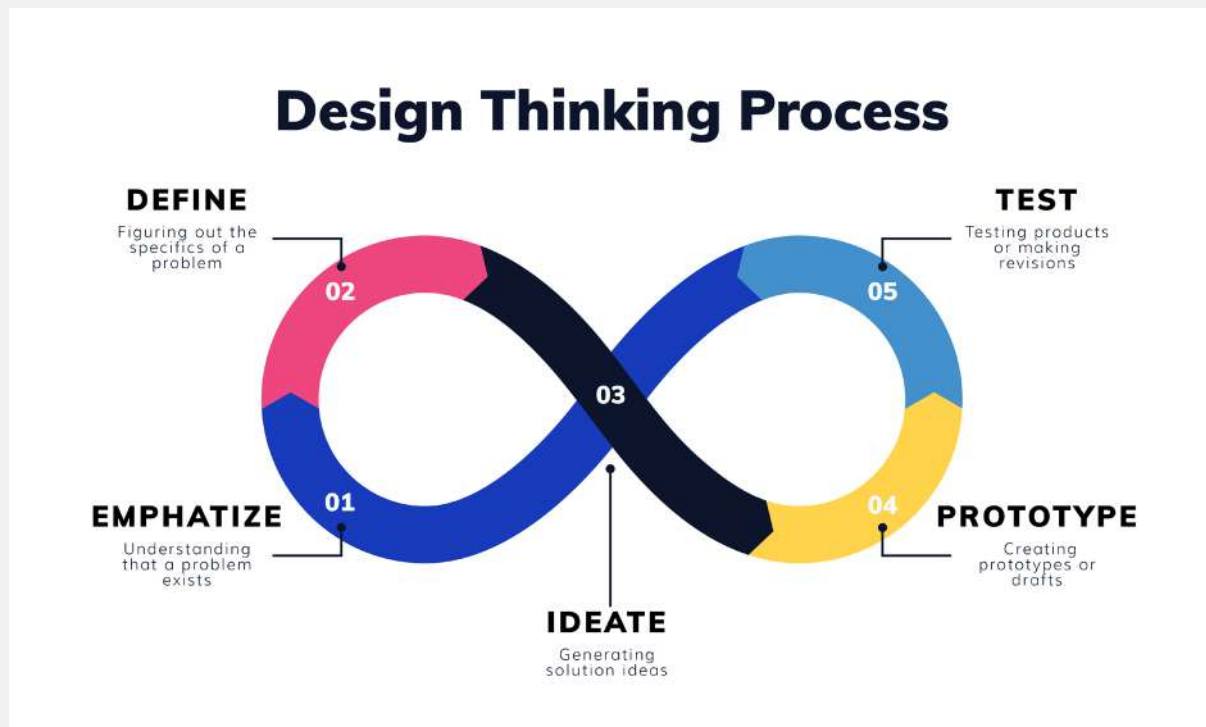 Design Thinking Process
DEFINE
Figuring out the
specifics of a
problem
02
EMPHATIZE
Understanding
that a problem
exists
01
03
IDEATE
Generating
solution ideas
TEST
Testing products
or making
revisions
05
04
PROTOTYPE
Creating
prototypes or
drafts